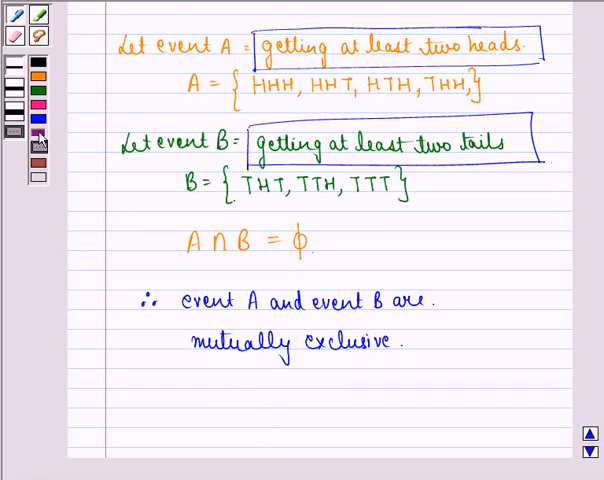 Let event A = getting at least two heads.
A = { HHH, HHT, HTH, THH, }
Let event B = getting at least two tails
B = { THT, TTH, TTT }
A ∩ B = ϕ.
∴ event A and event B are.
mutually exclusive.